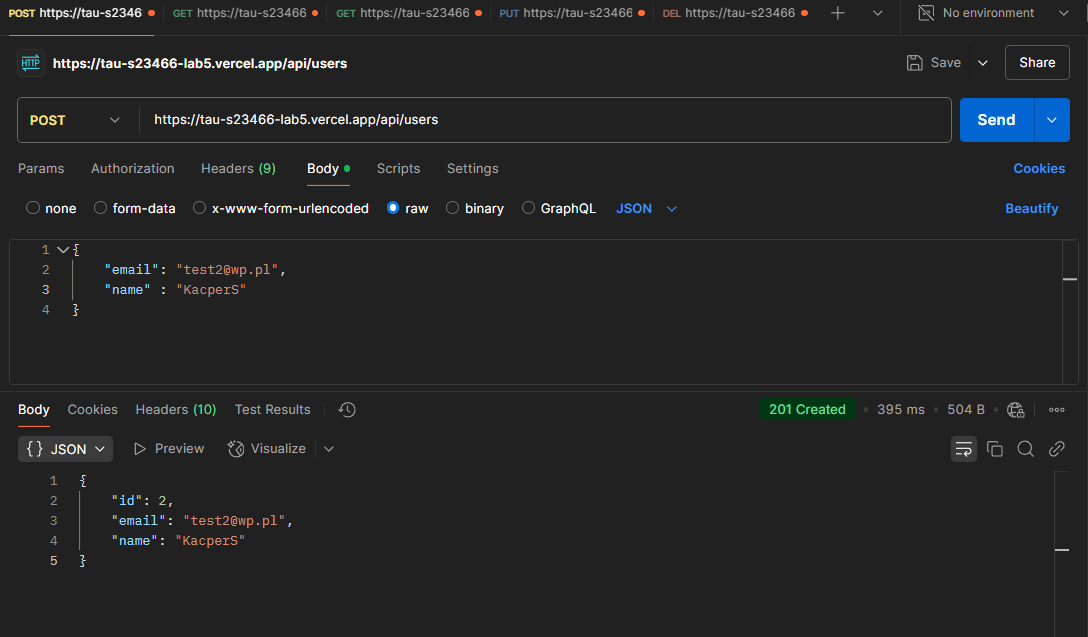 POST https://tau-s2346 GET https://tau-s23466 GET https://tau-s23466 PUT https://tau-s23466 DEL https://tau-s23466 No environment
HTTP https://tau-s23466-lab5.vercel.app/api/users Save Share
POST https://tau-s23466-lab5.vercel.app/api/users Send
Params Authorization Headers (9) Body Scripts Settings Cookies
none form-data x-www-form-urlencoded raw binary GraphQL JSON Beautify
1 {
2 "email": "test2@wp.pl",
3 "name" : "KacperS"
4 }
Body Cookies Headers (10) Test Results 201 Created 395 ms 504 B
{} JSON Preview Visualize
1 {
2 "id": 2,
3 "email": "test2@wp.pl",
4 "name": "KacperS"
5 }